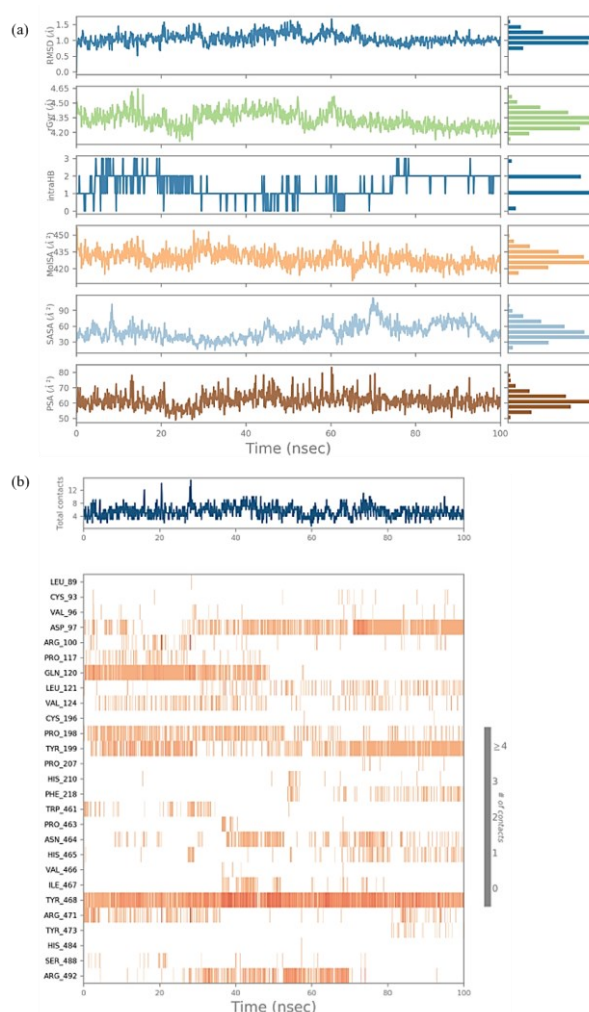 (a)
1.5
1.0
0.5
0.0
RMSD (Å)
4.65
4.50
4.35
4.20
rGyr (Å)
3
2
1
0
intraHB
450
435
420
MolSA (Å²)
90
60
30
SASA (Å²)
80
70
60
50
PSA (Å²)
0 20 40 60 80 100
Time (nsec)
(b)
12
8
4
Total contacts
0 20 40 60 80 100
LEU_89
CYS_93
VAL_96
ASP_97
ARG_100
PRO_117
GLN_120
LEU_121
VAL_124
CYS_196
PRO_198
TYR_199
PRO_207
HIS_210
PHE_218
TRP_461
PRO_463
ASN_464
HIS_465
VAL_466
ILE_467
TYR_468
ARG_471
TYR_473
HIS_484
SER_488
ARG_492
≥4
3
2
1
0
# of contacts
0 20 40 60 80 100
Time (nsec)